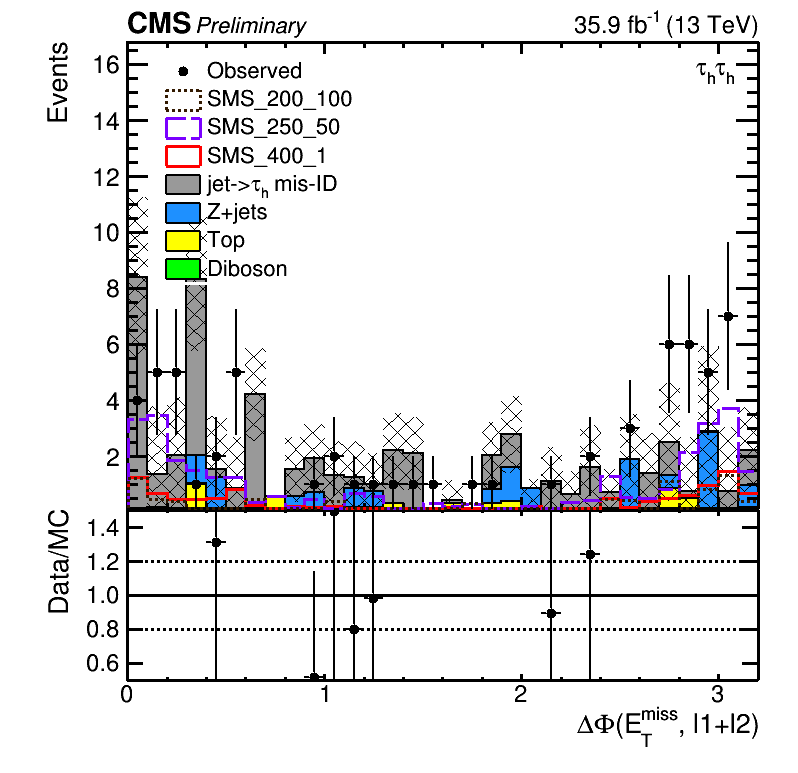 CMS Preliminary 35.9 fb⁻¹ (13 TeV)
Events
16
14
12
10
8
6
4
2
τₕτₕ
Observed
SMS_200_100
SMS_250_50
SMS_400_1
jet->τₕ mis-ID
Z+jets
Top
Diboson
Data/MC
1.4
1.2
1.0
0.8
0.6
0 1 2 3
ΔΦ(E_T^miss, l1+l2)